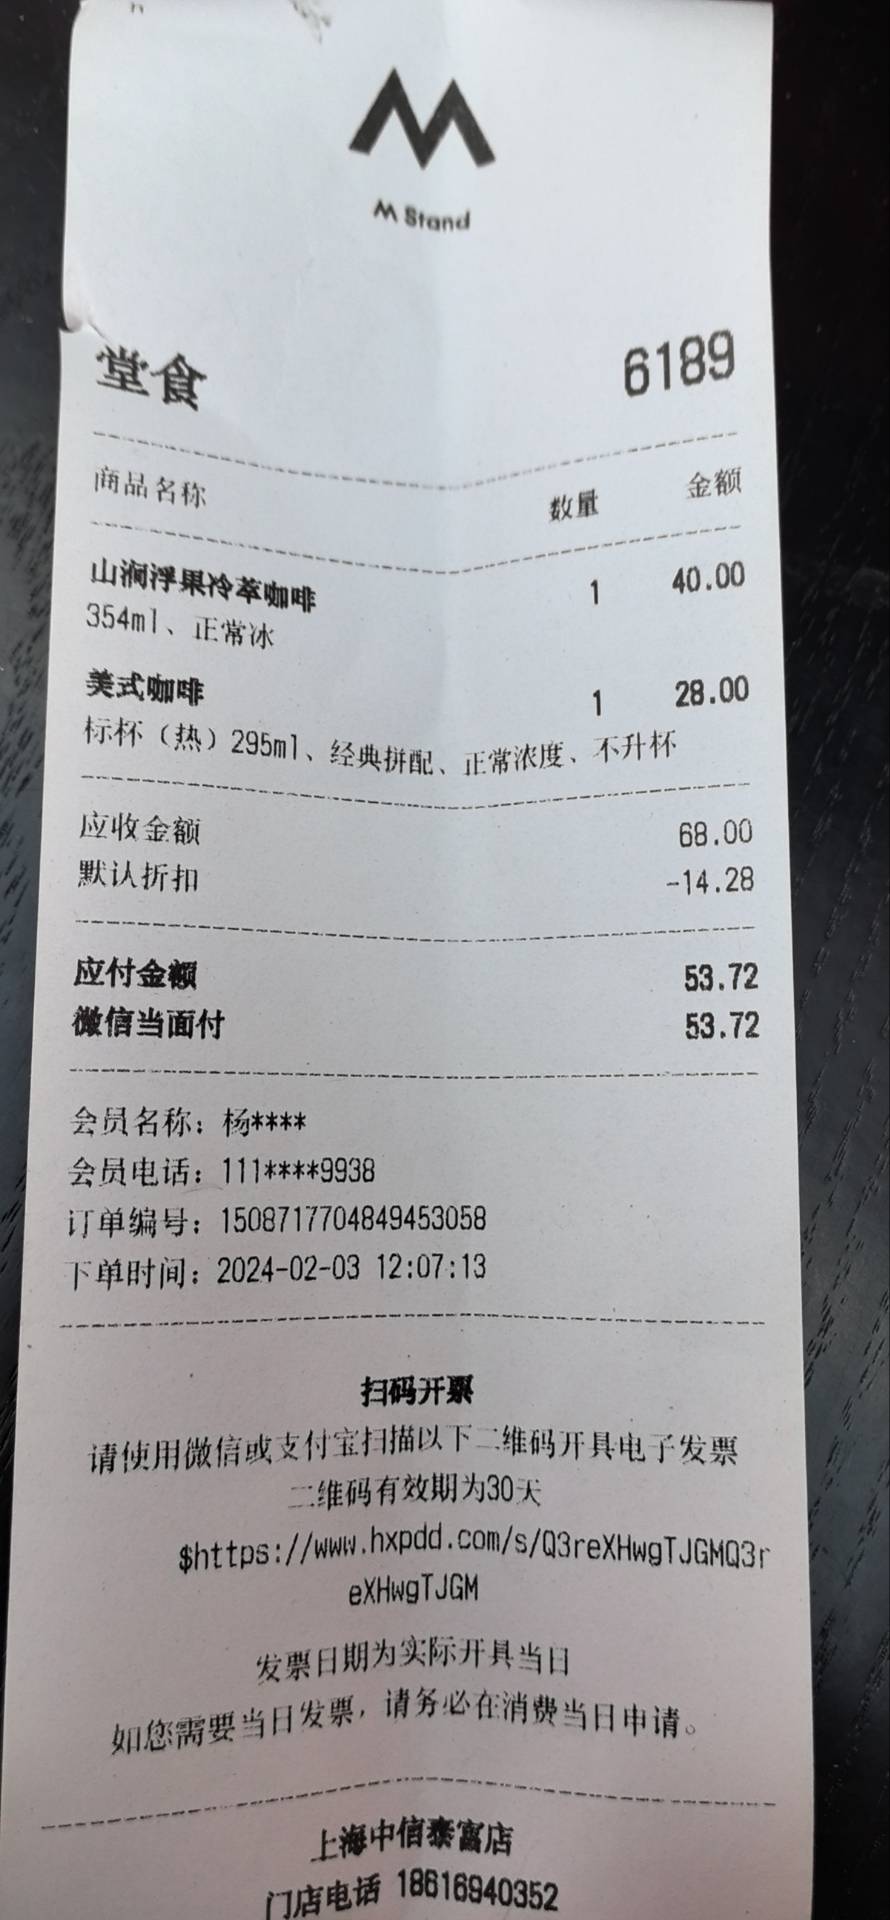 M Stand
堂食 6189
商品名称 数量 金额
山涧浮果冷萃咖啡 1 40.00
354ml、正常冰
美式咖啡 1 28.00
标杯（热）295ml、经典拼配、正常浓度、不升杯
应收金额 68.00
默认折扣 -14.28
应付金额 53.72
微信当面付 53.72
会员名称：杨****
会员电话：111****9938
订单编号：1508717704849453058
下单时间：2024-02-03 12:07:13
扫码开票
请使用微信或支付宝扫描以下二维码开具电子发票
二维码有效期为30天
$https://www.hxpdd.com/s/Q3reXHwgTJGMQ3r
eXHwgTJGM
发票日期为实际开具当日
如您需要当日发票，请务必在消费当日申请。
上海中信泰富店
门店电话 18616940352